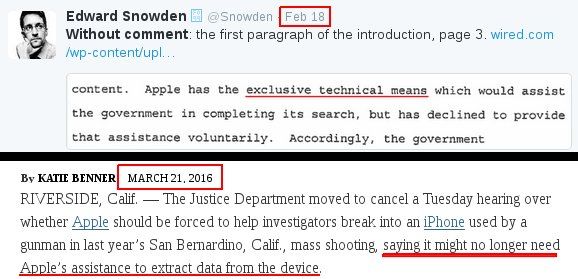 Edward Snowden @Snowden · Feb 18
Without comment: the first paragraph of the introduction, page 3. wired.com
/wp-content/upl...
content. Apple has the exclusive technical means which would assist
the government in completing its search, but has declined to provide
that assistance voluntarily. Accordingly, the government
By KATIE BENNER MARCH 21, 2016
RIVERSIDE, Calif. — The Justice Department moved to cancel a Tuesday hearing over
whether Apple should be forced to help investigators break into an iPhone used by a
gunman in last year's San Bernardino, Calif., mass shooting, saying it might no longer need
Apple's assistance to extract data from the device.